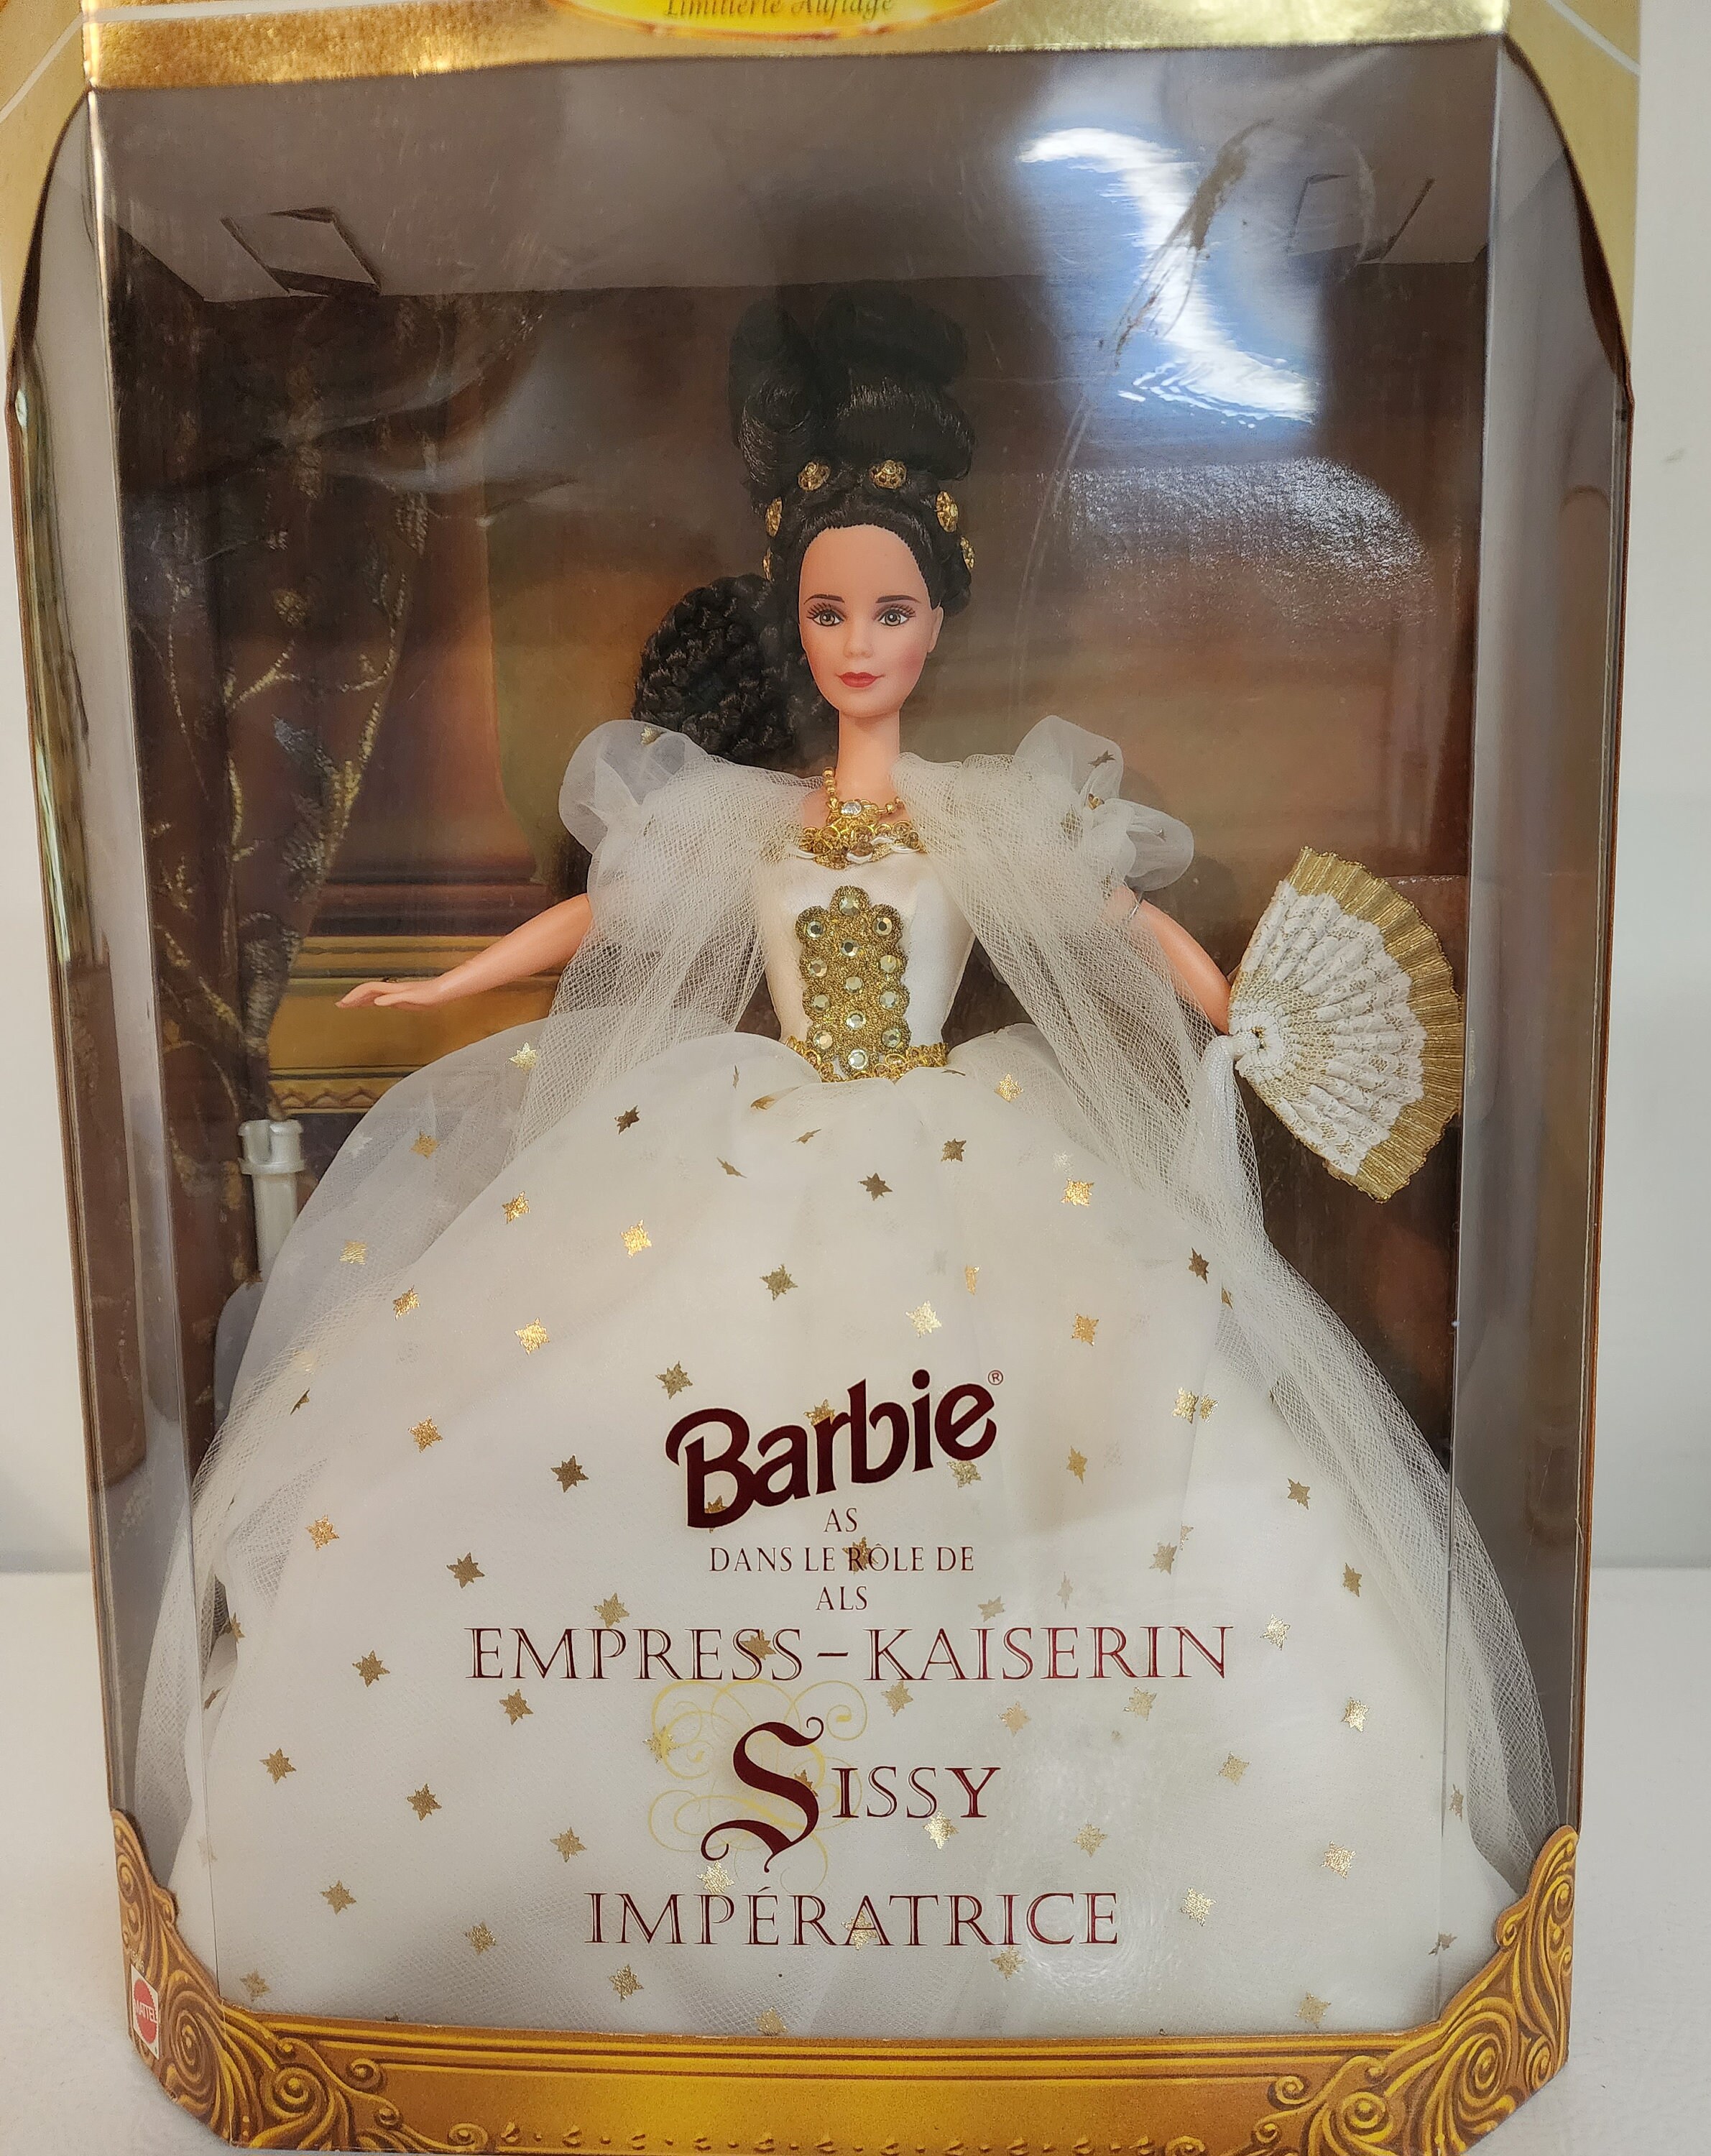 Limitierte Auflage
Barbie®
AS
DANS LE RÔLE DE
ALS
EMPRESS-KAISERIN
SISSY
IMPÉRATRICE
MATTEL